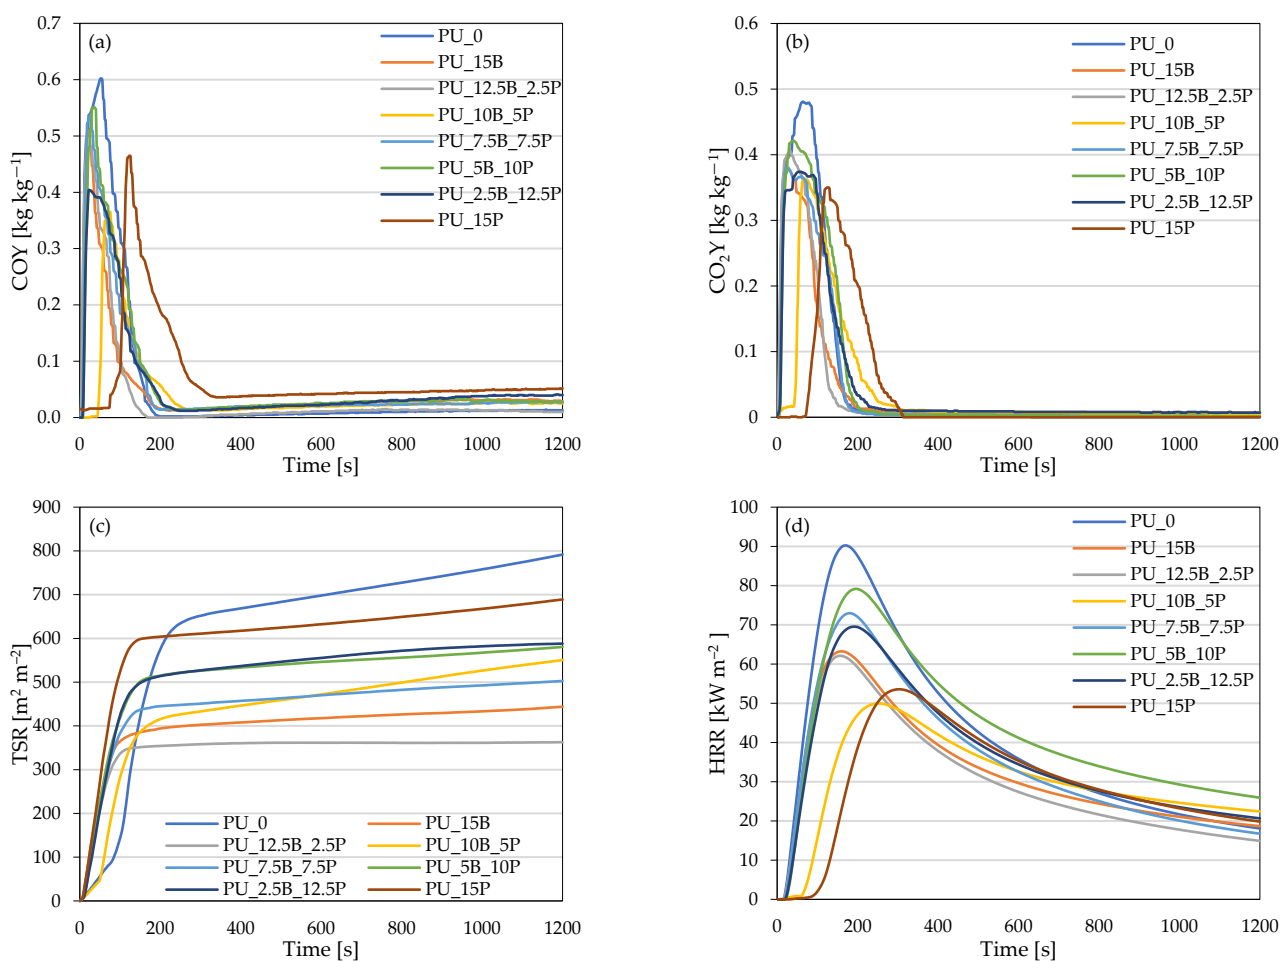 (a)
0.7
0.6
0.5
0.4
0.3
0.2
0.1
0.0
COY [kg kg⁻¹]
0 200 400 600 800 1000 1200
Time [s]
PU_0
PU_15B
PU_12.5B_2.5P
PU_10B_5P
PU_7.5B_7.5P
PU_5B_10P
PU_2.5B_12.5P
PU_15P
(b)
0.6
0.5
0.4
0.3
0.2
0.1
0
CO₂Y [kg kg⁻¹]
0 200 400 600 800 1000 1200
Time [s]
PU_0
PU_15B
PU_12.5B_2.5P
PU_10B_5P
PU_7.5B_7.5P
PU_5B_10P
PU_2.5B_12.5P
PU_15P
(c)
900
800
700
600
500
400
300
200
100
0
TSR [m² m⁻²]
PU_0 PU_15B
PU_12.5B_2.5P PU_10B_5P
PU_7.5B_7.5P PU_5B_10P
PU_2.5B_12.5P PU_15P
0 200 400 600 800 1000 1200
Time [s]
(d)
100
90
80
70
60
50
40
30
20
10
0
HRR [kW m⁻²]
PU_0
PU_15B
PU_12.5B_2.5P
PU_10B_5P
PU_7.5B_7.5P
PU_5B_10P
PU_2.5B_12.5P
PU_15P
0 200 400 600 800 1000 1200
Time [s]